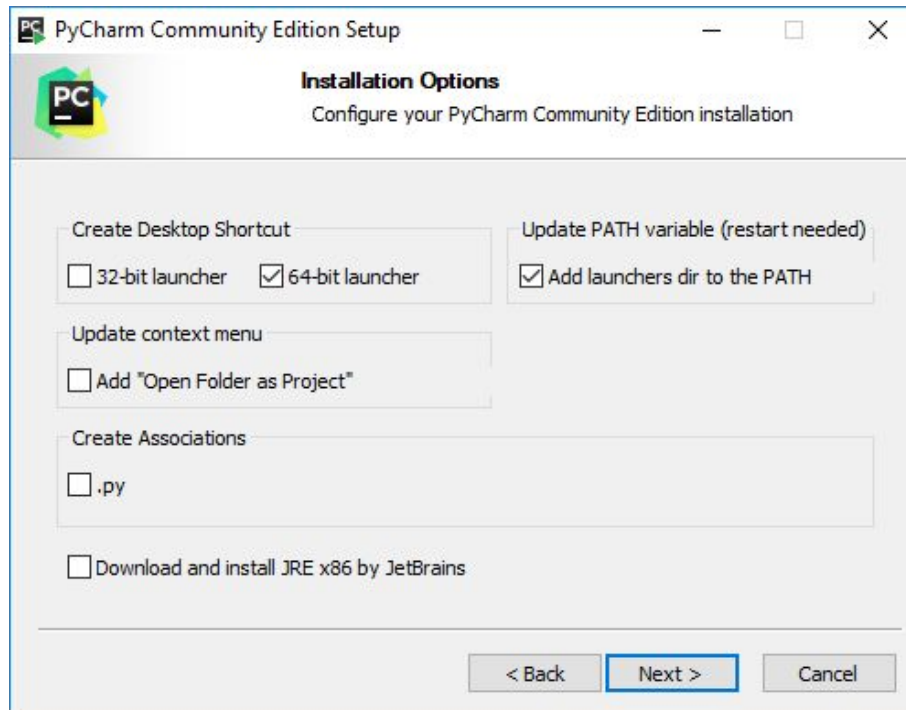 PC PyCharm Community Edition Setup
PC
Installation Options
Configure your PyCharm Community Edition installation
Create Desktop Shortcut
32-bit launcher 64-bit launcher
Update PATH variable (restart needed)
Add launchers dir to the PATH
Update context menu
Add "Open Folder as Project"
Create Associations
.py
Download and install JRE x86 by JetBrains
< Back Next > Cancel